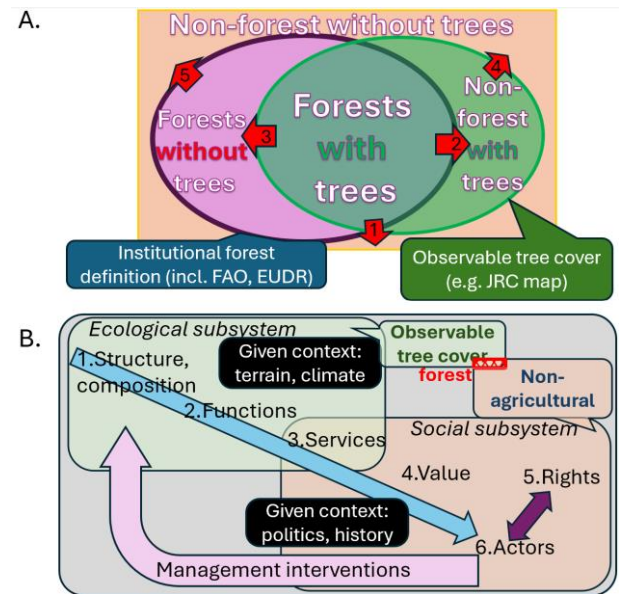 A.
Non-forest without trees
5
4
3
2
1
Forests
without
trees
Forests
with
trees
Non-
forest
with
trees
Institutional forest
definition (incl. FAO, EUDR)
Observable tree cover
(e.g. JRC map)
B.
Ecological subsystem
1.Structure,
composition
Given context:
terrain, climate
Observable
tree cover
forest
Non-
agricultural
2.Functions
3.Services
Social subsystem
4.Value
5.Rights
Given context:
politics, history
6.Actors
Management interventions